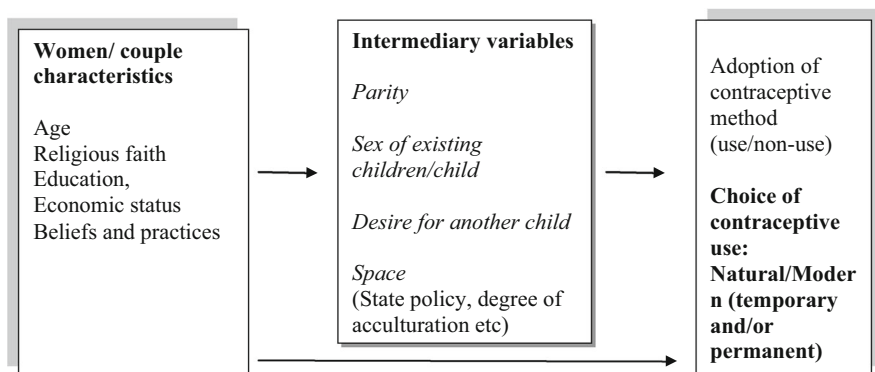 Women/ couple
characteristics
Age
Religious faith
Education,
Economic status
Beliefs and practices
Intermediary variables
Parity
Sex of existing
children/child
Desire for another child
Space
(State policy, degree of
acculturation etc)
Adoption of
contraceptive
method
(use/non-use)
Choice of
contraceptive
use:
Natural/Moder
n (temporary
and/or
permanent)